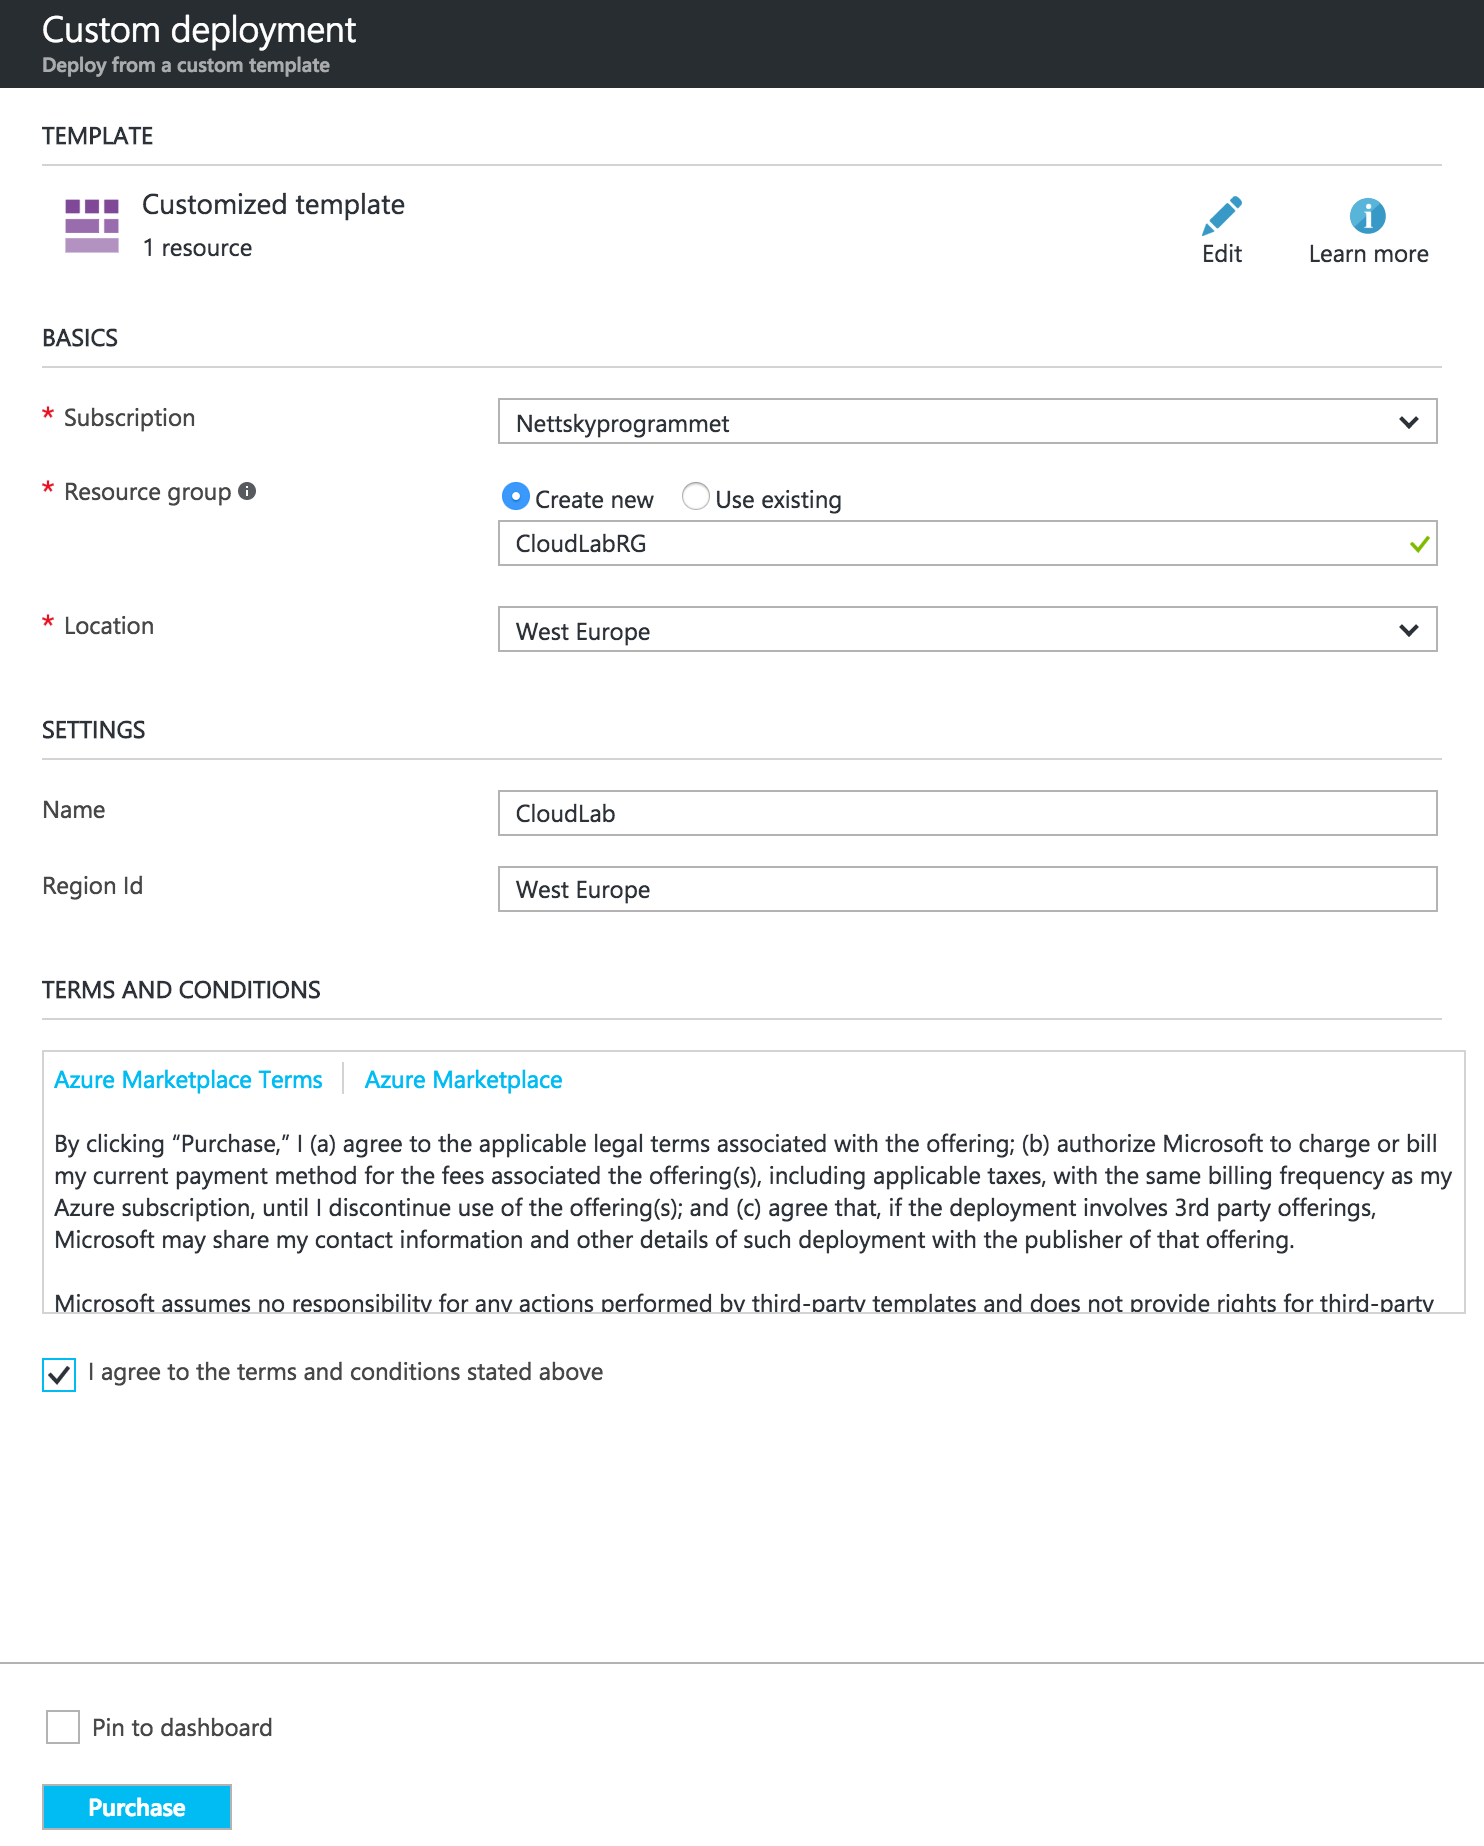 Custom deployment
Deploy from a custom template
TEMPLATE
Customized template
1 resource
Edit
Learn more
BASICS
* Subscription
Nettskyprogrammet
* Resource group
Create new
Use existing
CloudLabRG
* Location
West Europe
SETTINGS
Name
CloudLab
Region Id
West Europe
TERMS AND CONDITIONS
Azure Marketplace Terms
Azure Marketplace
By clicking “Purchase,” I (a) agree to the applicable legal terms associated with the offering; (b) authorize Microsoft to charge or bill
my current payment method for the fees associated the offering(s), including applicable taxes, with the same billing frequency as my
Azure subscription, until I discontinue use of the offering(s); and (c) agree that, if the deployment involves 3rd party offerings,
Microsoft may share my contact information and other details of such deployment with the publisher of that offering.
Microsoft assumes no responsibility for any actions performed by third-party templates and does not provide rights for third-party
I agree to the terms and conditions stated above
Pin to dashboard
Purchase